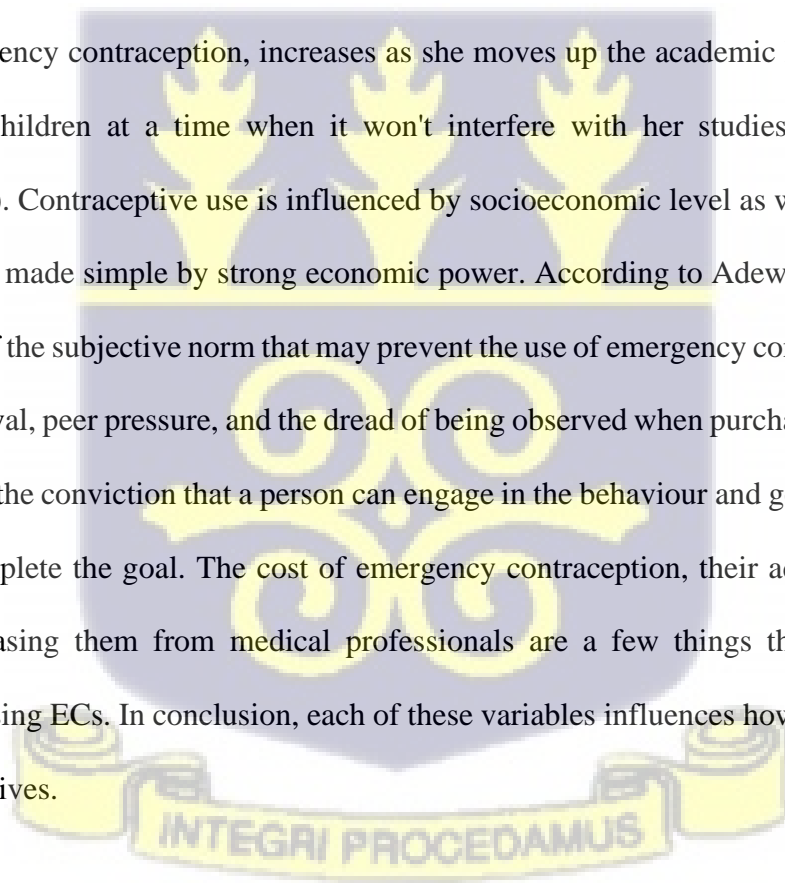 ency contraception, increases as she moves up the academic
hildren at a time when it won't interfere with her studies
). Contraceptive use is influenced by socioeconomic level as w
made simple by strong economic power. According to Adew
f the subjective norm that may prevent the use of emergency co
val, peer pressure, and the dread of being observed when purcha
the conviction that a person can engage in the behaviour and g
plete the goal. The cost of emergency contraception, their a
asing them from medical professionals are a few things th
sing ECs. In conclusion, each of these variables influences how
ives.
INTEGRI PROCEDAMUS